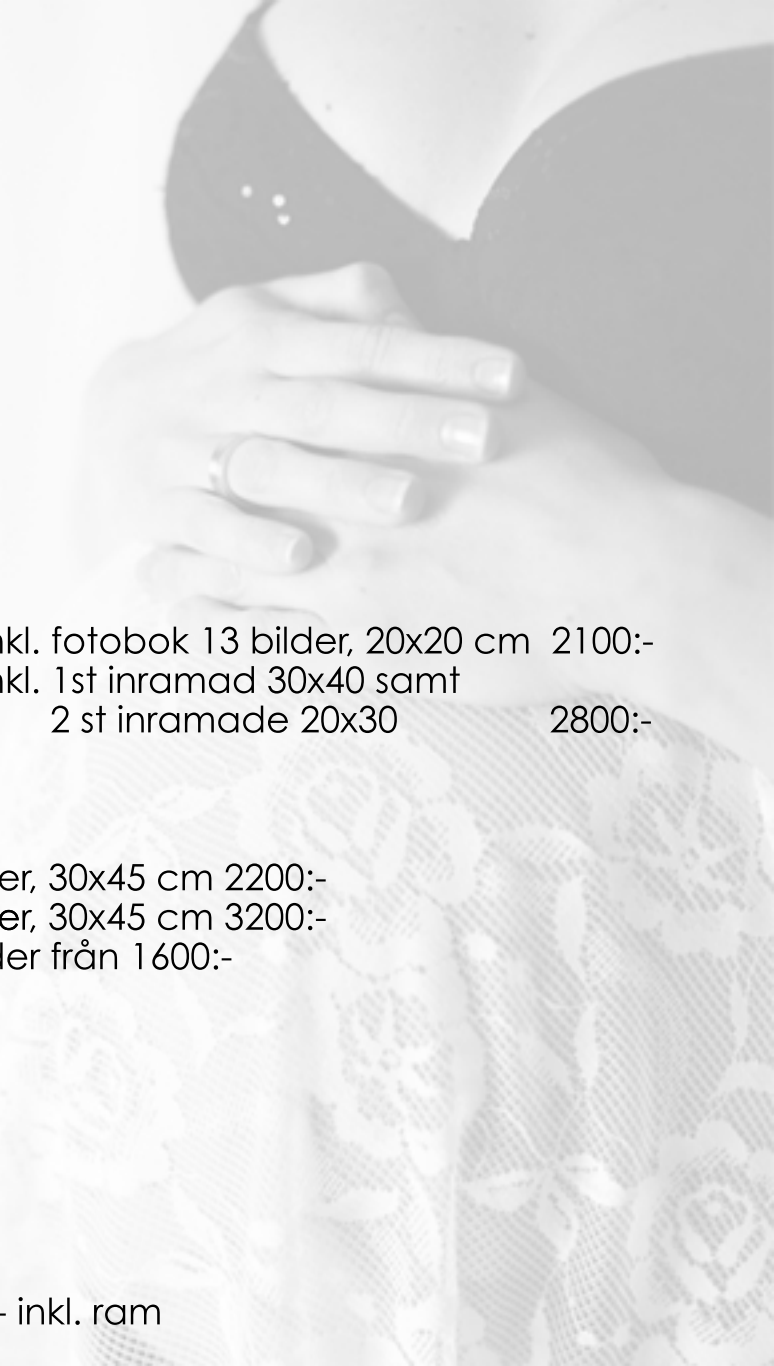 nkl. fotobok 13 bilder, 20x20 cm 2100:-
nkl. 1st inramad 30x40 samt
2 st inramade 20x30 2800:-
er, 30x45 cm 2200:-
er, 30x45 cm 3200:-
der från 1600:-
- inkl. ram